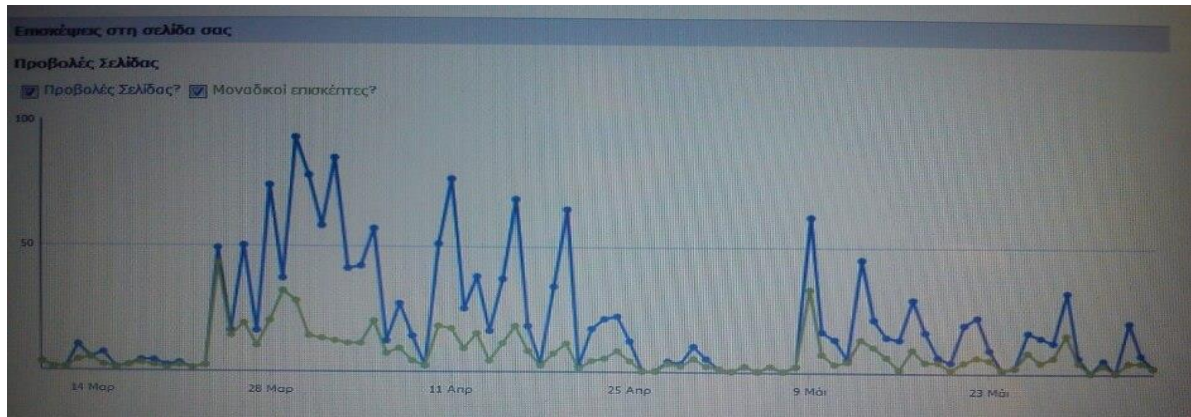 Επισκέψεις στη σελίδα σας
Προβολές Σελίδας
Προβολές Σελίδας? Μοναδικοί επισκέπτες?
100
50
14 Μαρ 28 Μαρ 11 Απρ 25 Απρ 9 Μάι 23 Μάι